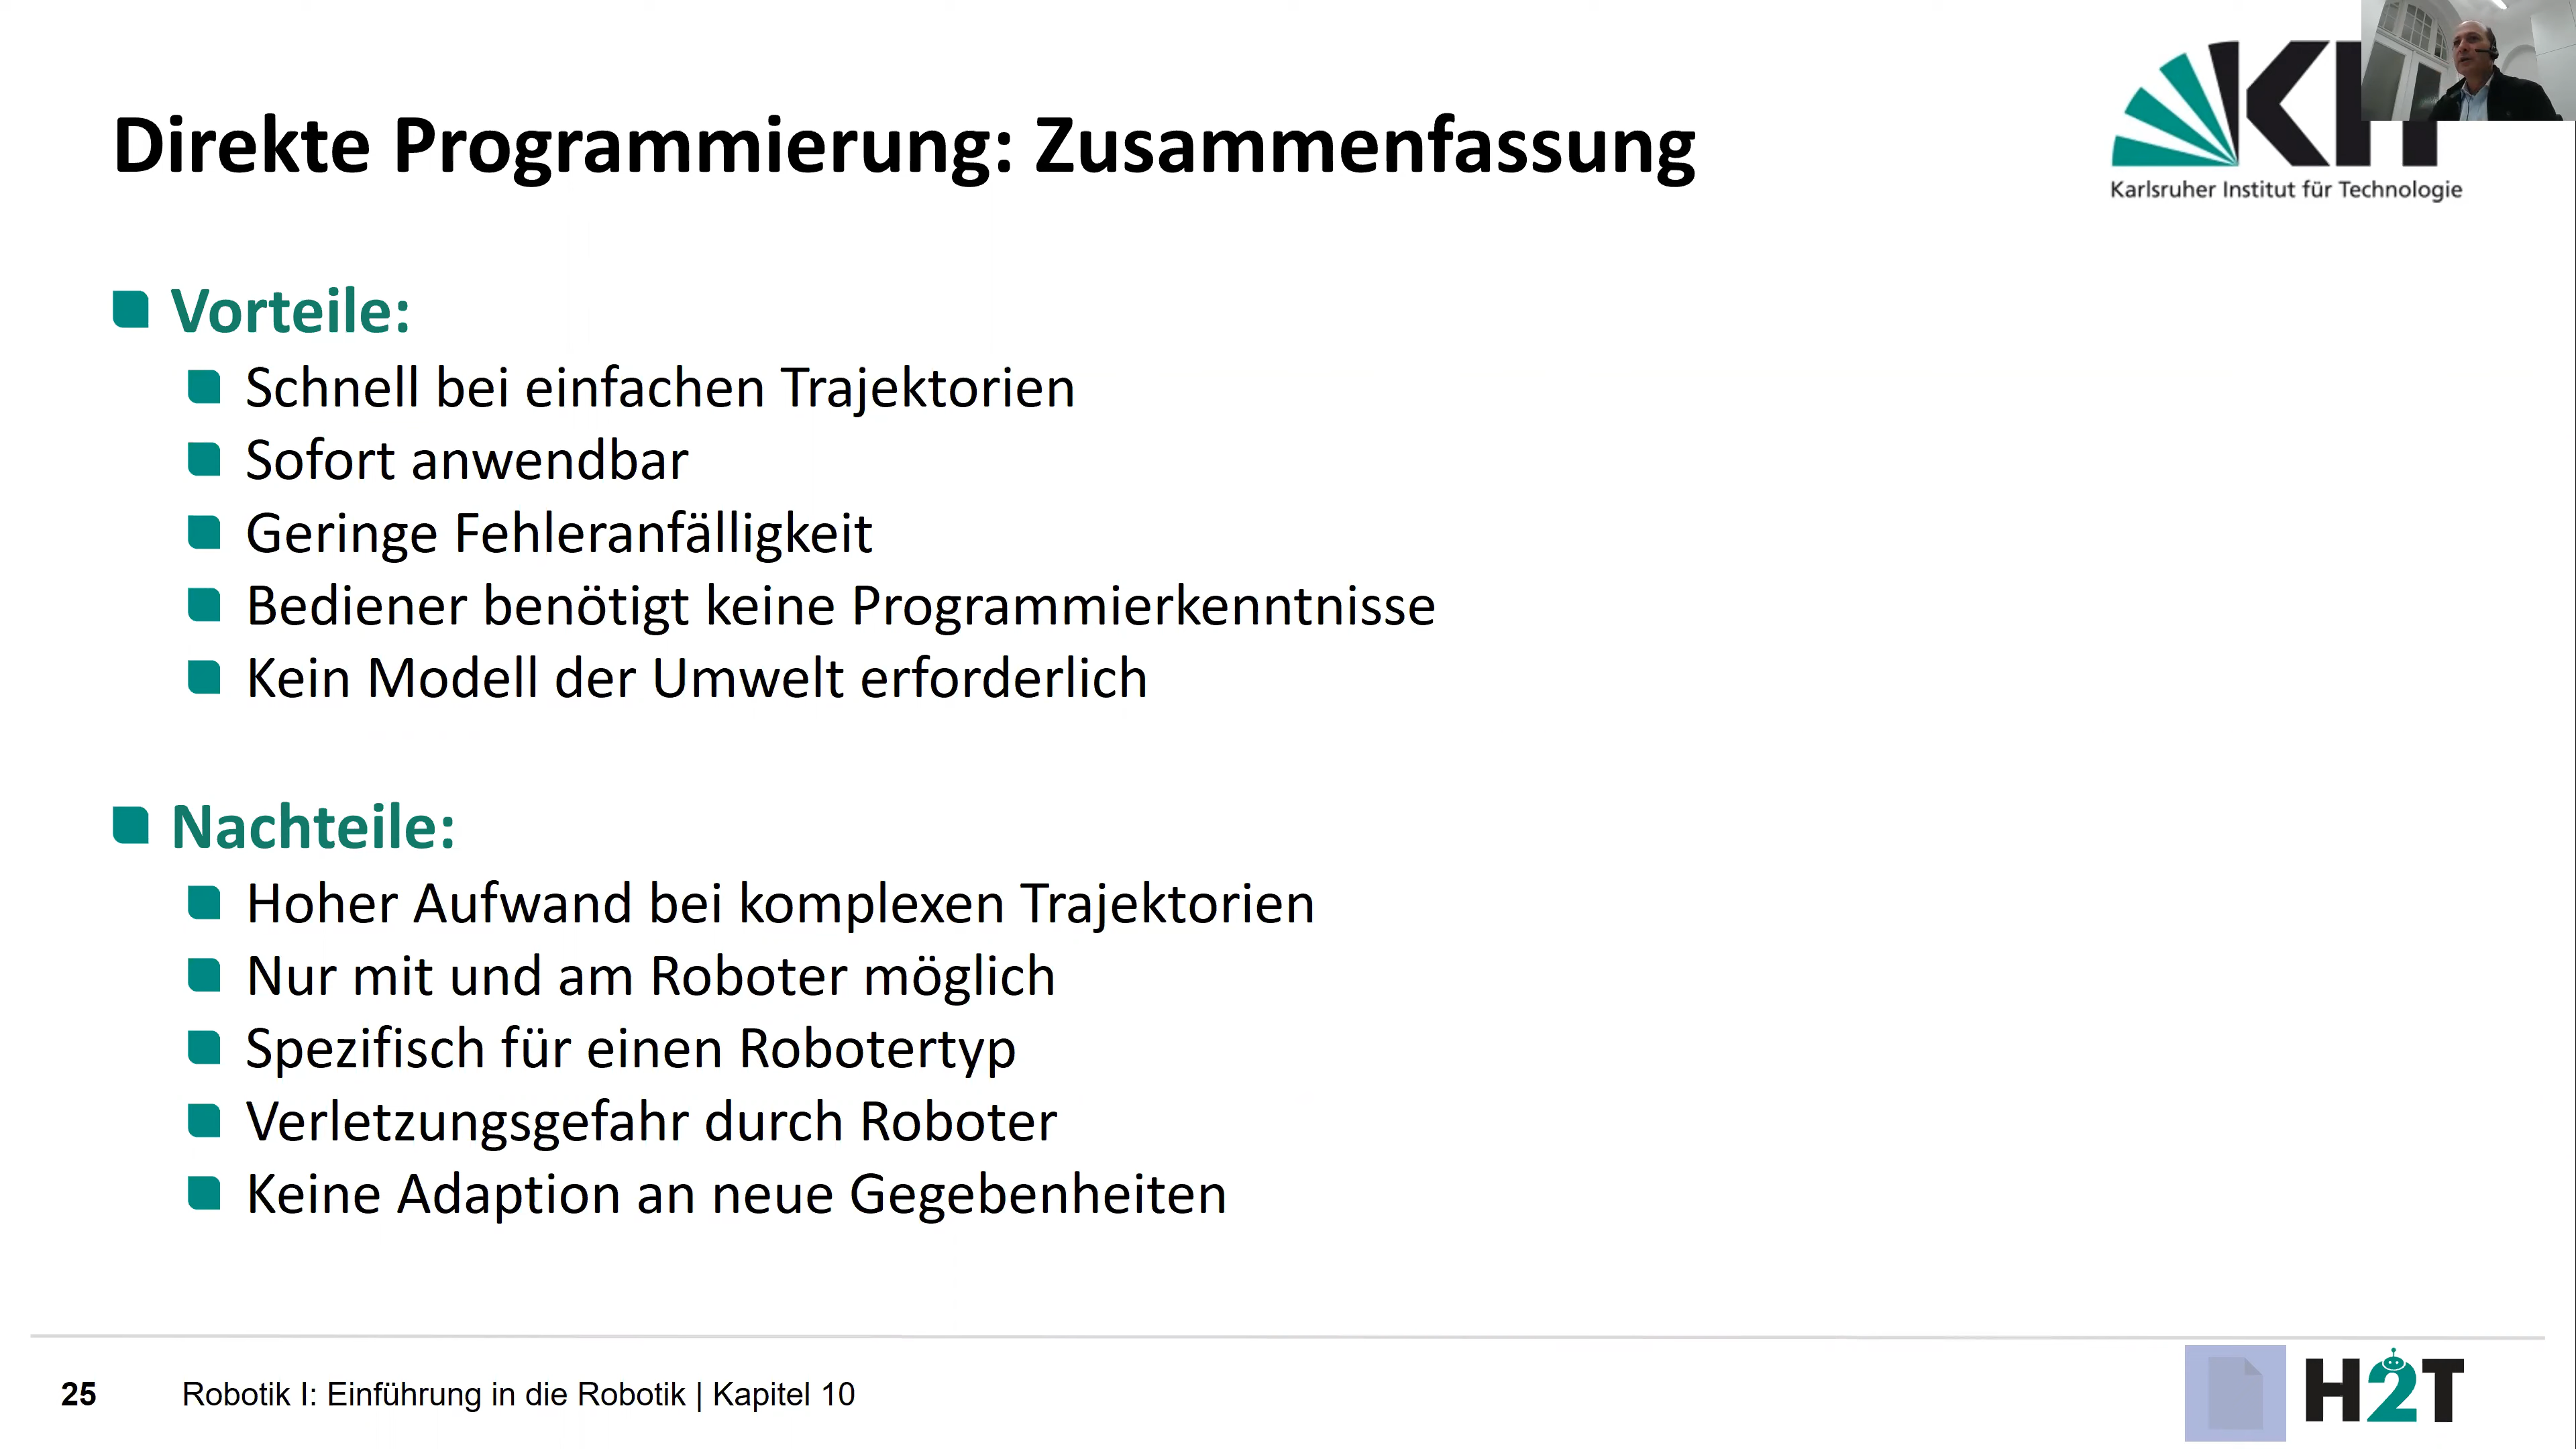 Direkte Programmierung: Zusammenfassung
Karlsruher Institut für Technologie
Vorteile:
Schnell bei einfachen Trajektorien
Sofort anwendbar
Geringe Fehleranfälligkeit
Bediener benötigt keine Programmierkenntnisse
Kein Modell der Umwelt erforderlich
Nachteile:
Hoher Aufwand bei komplexen Trajektorien
Nur mit und am Roboter möglich
Spezifisch für einen Robotertyp
Verletzungsgefahr durch Roboter
Keine Adaption an neue Gegebenheiten
25 Robotik I: Einführung in die Robotik | Kapitel 10
H2T